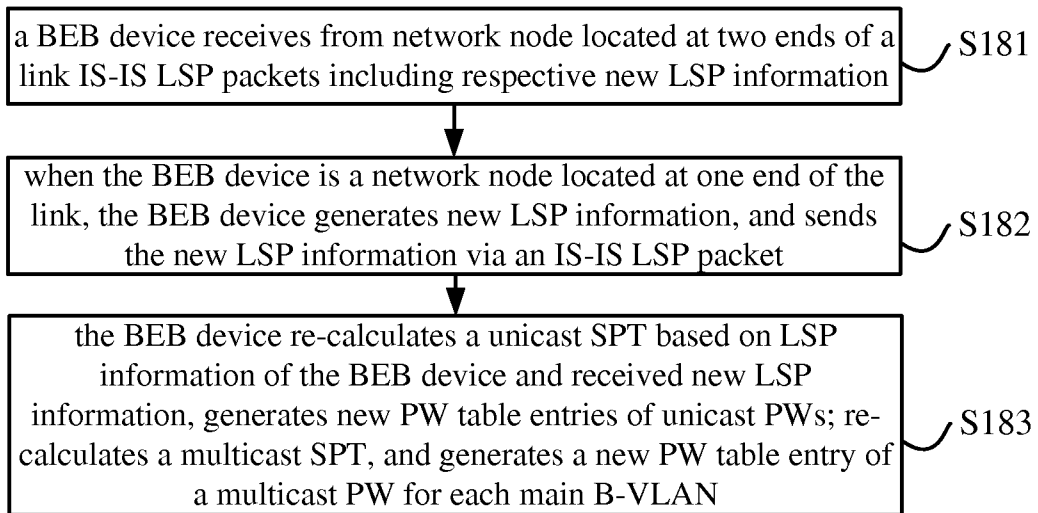 a BEB device receives from network node located at two ends of a
link IS-IS LSP packets including respective new LSP information
S181
when the BEB device is a network node located at one end of the
link, the BEB device generates new LSP information, and sends
the new LSP information via an IS-IS LSP packet
S182
the BEB device re-calculates a unicast SPT based on LSP
information of the BEB device and received new LSP
information, generates new PW table entries of unicast PWs; re-
calculates a multicast SPT, and generates a new PW table entry of
a multicast PW for each main B-VLAN
S183